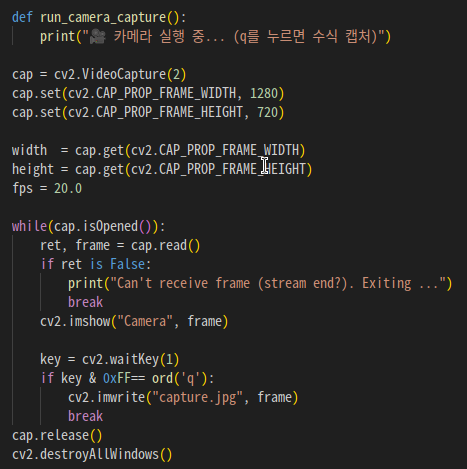 def run_camera_capture():
    print("🎥 카메라 실행 중... (q를 누르면 수식 캡처)")
cap = cv2.VideoCapture(2)
cap.set(cv2.CAP_PROP_FRAME_WIDTH, 1280)
cap.set(cv2.CAP_PROP_FRAME_HEIGHT, 720)
width  = cap.get(cv2.CAP_PROP_FRAME_WIDTH)
height = cap.get(cv2.CAP_PROP_FRAME_HEIGHT)
fps = 20.0
while(cap.isOpened()):
    ret, frame = cap.read()
    if ret is False:
        print("Can't receive frame (stream end?). Exiting ...")
        break
    cv2.imshow("Camera", frame)
    key = cv2.waitKey(1)
    if key & 0xFF== ord('q'):
        cv2.imwrite("capture.jpg", frame)
        break
cap.release()
cv2.destroyAllWindows()